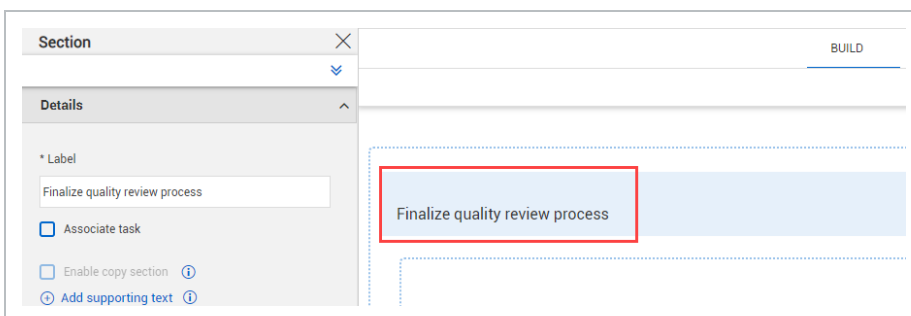 Section
BUILD
Details
* Label
Finalize quality review process
Finalize quality review process
Associate task
Enable copy section
Add supporting text